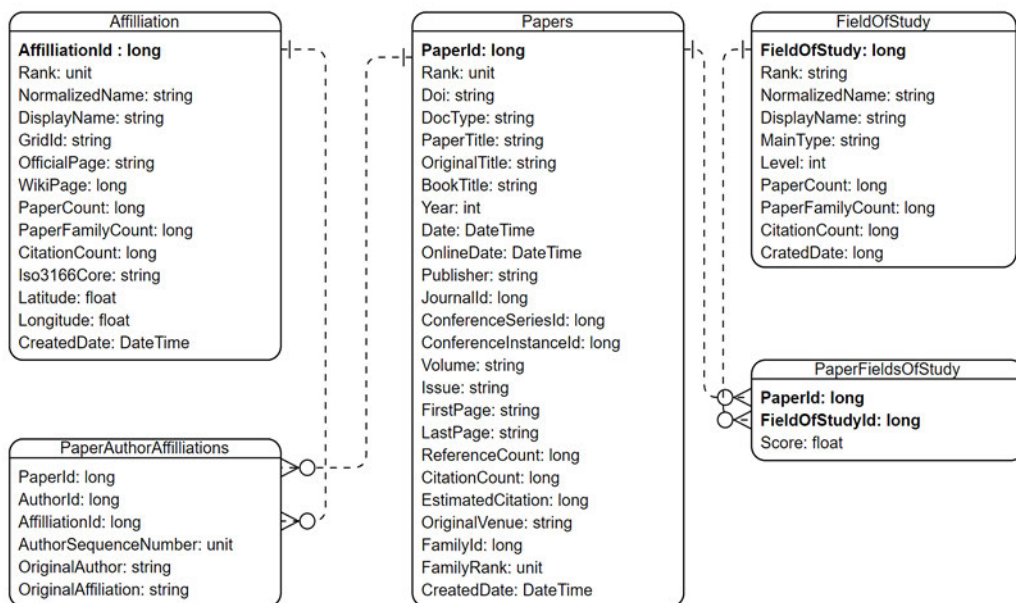 Affilliation
AffilliationId : long
Rank: unit
NormalizedName: string
DisplayName: string
GridId: string
OfficialPage: string
WikiPage: long
PaperCount: long
PaperFamilyCount: long
CitationCount: long
Iso3166Core: string
Latitude: float
Longitude: float
CreatedDate: DateTime
PaperAuthorAffilliations
PaperId: long
AuthorId: long
AffilliationId: long
AuthorSequenceNumber: unit
OriginalAuthor: string
OriginalAffiliation: string
Papers
PaperId: long
Rank: unit
Doi: string
DocType: string
PaperTitle: string
OriginalTitle: string
BookTitle: string
Year: int
Date: DateTime
OnlineDate: DateTime
Publisher: string
JournalId: long
ConferenceSeriesId: long
ConferenceInstanceId: long
Volume: string
Issue: string
FirstPage: string
LastPage: string
ReferenceCount: long
CitationCount: long
EstimatedCitation: long
OriginalVenue: string
FamilyId: long
FamilyRank: unit
CreatedDate: DateTime
FieldOfStudy
FieldOfStudy: long
Rank: string
NormalizedName: string
DisplayName: string
MainType: string
Level: int
PaperCount: long
PaperFamilyCount: long
CitationCount: long
CratedDate: long
PaperFieldsOfStudy
PaperId: long
FieldOfStudyId: long
Score: float